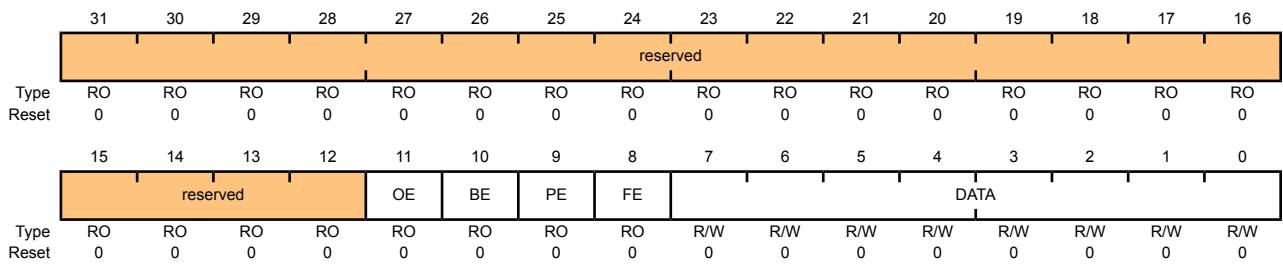 31 30 29 28 27 26 25 24 23 22 21 20 19 18 17 16
reserved
Type RO RO RO RO RO RO RO RO RO RO RO RO RO RO RO RO
Reset 0 0 0 0 0 0 0 0 0 0 0 0 0 0 0 0
15 14 13 12 11 10 9 8 7 6 5 4 3 2 1 0
reserved OE BE PE FE DATA
Type RO RO RO RO RO RO RO RO R/W R/W R/W R/W R/W R/W R/W R/W
Reset 0 0 0 0 0 0 0 0 0 0 0 0 0 0 0 0